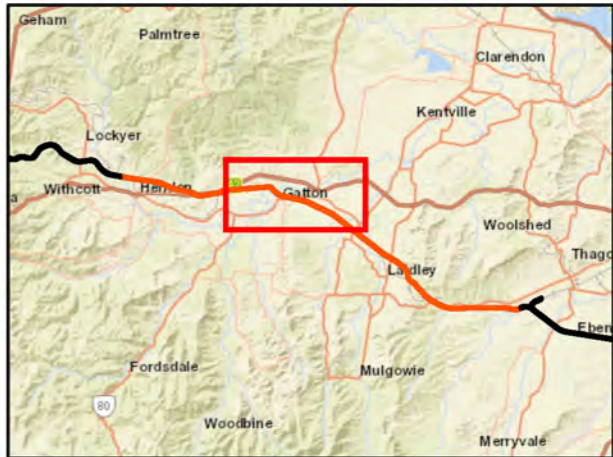 Geham
Palmtree
Clarendon
Kentville
Lockyer
Withcott
Helidon
Gatton
a
Woolshed
Thago
Laidley
Eben
Fordsdale
Mulgowie
80
Woodbine
Merryvale